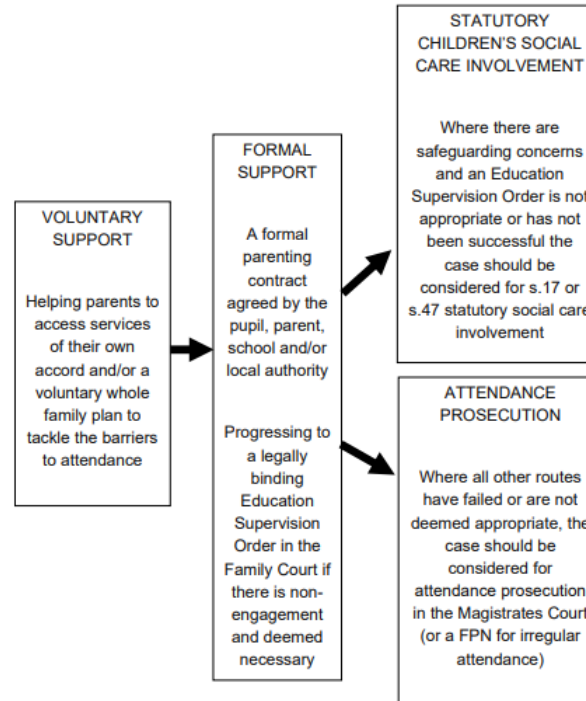 VOLUNTARY
SUPPORT
Helping parents to
access services
of their own
accord and/or a
voluntary whole
family plan to
tackle the barriers
to attendance
FORMAL
SUPPORT
A formal
parenting
contract
agreed by the
pupil, parent,
school and/or
local authority
Progressing to
a legally
binding
Education
Supervision
Order in the
Family Court if
there is non-
engagement
and deemed
necessary
STATUTORY
CHILDREN'S SOCIAL
CARE INVOLVEMENT
Where there are
safeguarding concerns
and an Education
Supervision Order is not
appropriate or has not
been successful the
case should be
considered for s.17 or
s.47 statutory social care
involvement
ATTENDANCE
PROSECUTION
Where all other routes
have failed or are not
deemed appropriate, the
case should be
considered for
attendance prosecution
in the Magistrates Court
(or a FPN for irregular
attendance)